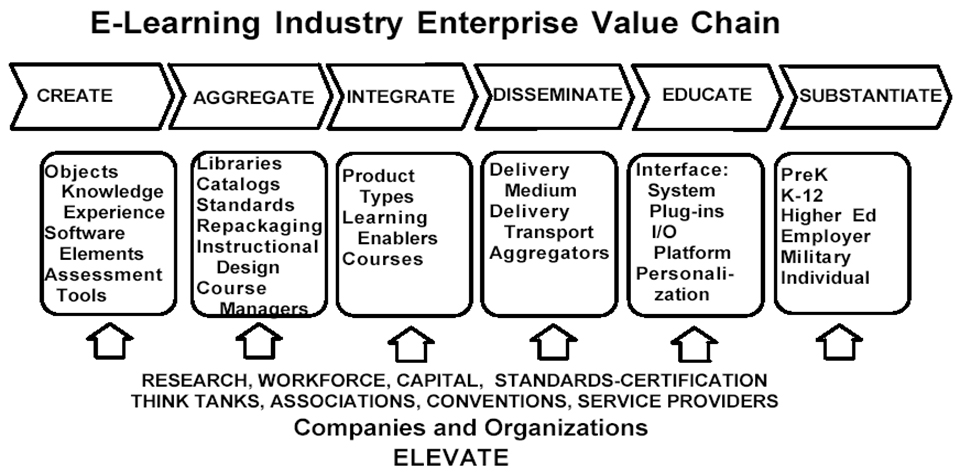 E-Learning Industry Enterprise Value Chain
CREATE
AGGREGATE
INTEGRATE
DISSEMINATE
EDUCATE
SUBSTANTIATE
Objects
Knowledge
Experience
Software
Elements
Assessment
Tools
Libraries
Catalogs
Standards
Repackaging
Instructional
Design
Course
Managers
Product
Types
Learning
Enablers
Courses
Delivery
Medium
Delivery
Transport
Aggregators
Interface:
System
Plug-ins
I/O
Platform
Personali-
zation
PreK
K-12
Higher Ed
Employer
Military
Individual
RESEARCH, WORKFORCE, CAPITAL, STANDARDS-CERTIFICATION
THINK TANKS, ASSOCIATIONS, CONVENTIONS, SERVICE PROVIDERS
Companies and Organizations
ELEVATE